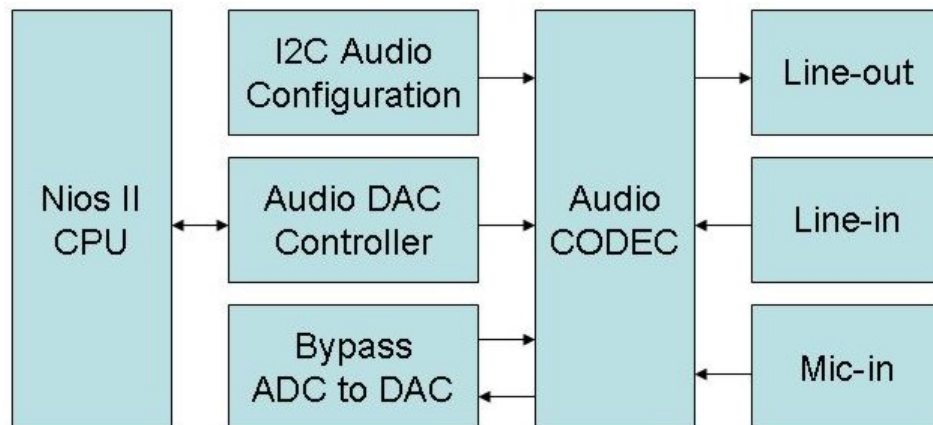 Nios II
CPU
I2C Audio
Configuration
Audio DAC
Controller
Bypass
ADC to DAC
Audio
CODEC
Line-out
Line-in
Mic-in